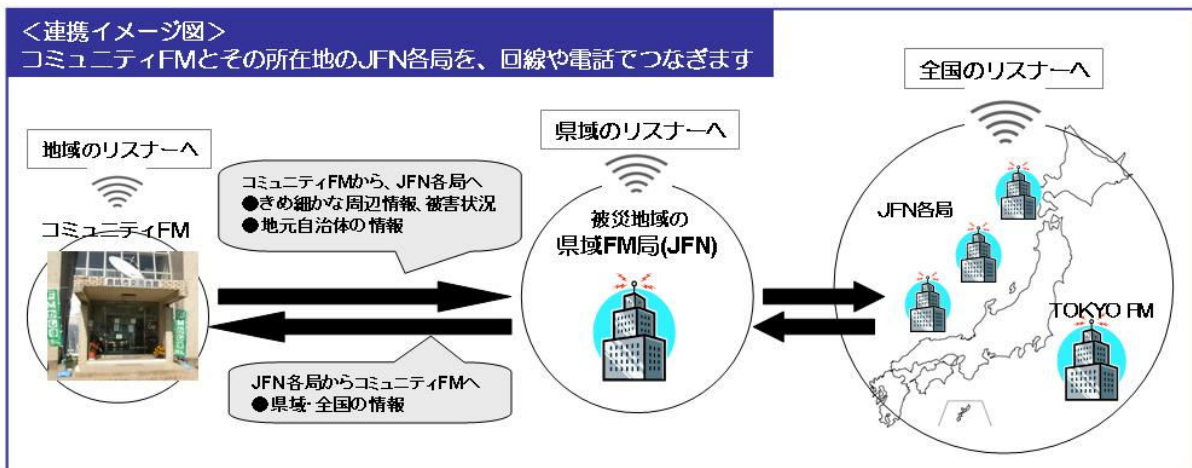 ＜連携イメージ図＞
コミュニティFMとその所在地のJFN各局を、回線や電話でつなぎます
全国のリスナーへ
県域のリスナーへ
地域のリスナーへ
コミュニティFMから、JFN各局へ
●きめ細かな周辺情報、被害状況
●地元自治体の情報
コミュニティFM
被災地域の
県域FM局(JFN)
JFN各局
TOKYO FM
JFN各局からコミュニティFMへ
●県域・全国の情報